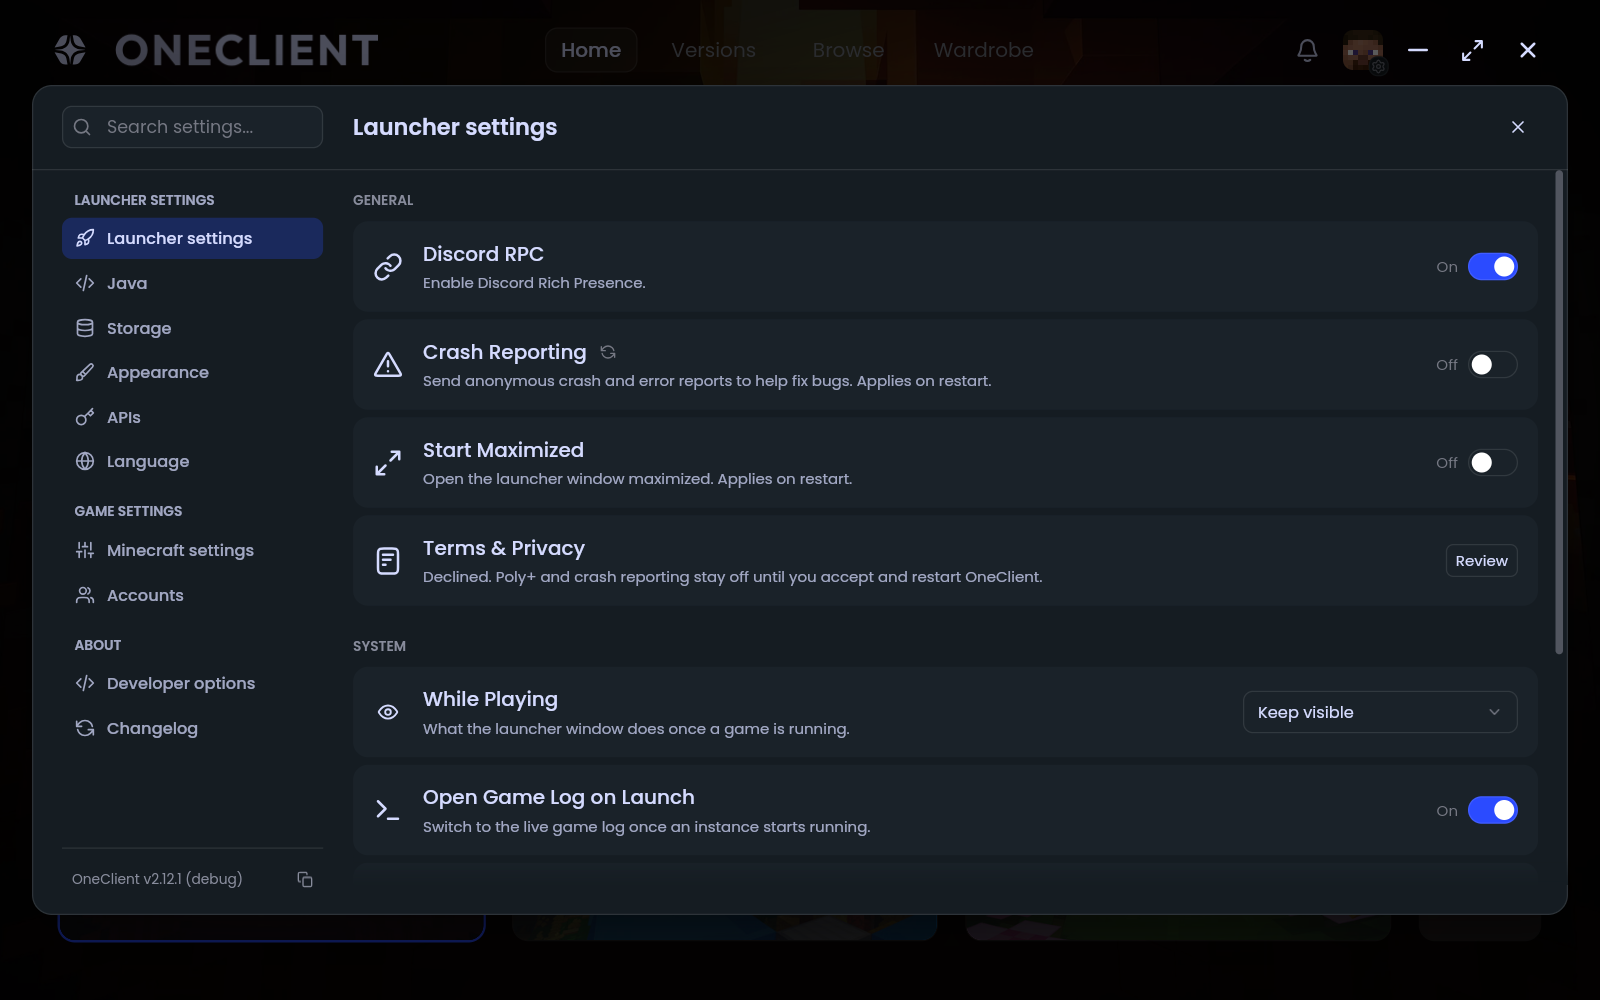 ONECLIENT
Home
Versions
Browse
Wardrobe
Search settings...
Launcher settings
LAUNCHER SETTINGS
Launcher settings
Java
Storage
Appearance
APIs
Language
GAME SETTINGS
Minecraft settings
Accounts
ABOUT
Developer options
Changelog
OneClient v2.12.1 (debug)
GENERAL
Discord RPC
Enable Discord Rich Presence.
On
Crash Reporting
Send anonymous crash and error reports to help fix bugs. Applies on restart.
Off
Start Maximized
Open the launcher window maximized. Applies on restart.
Off
Terms & Privacy
Declined. Poly+ and crash reporting stay off until you accept and restart OneClient.
Review
SYSTEM
While Playing
What the launcher window does once a game is running.
Keep visible
Open Game Log on Launch
Switch to the live game log once an instance starts running.
On